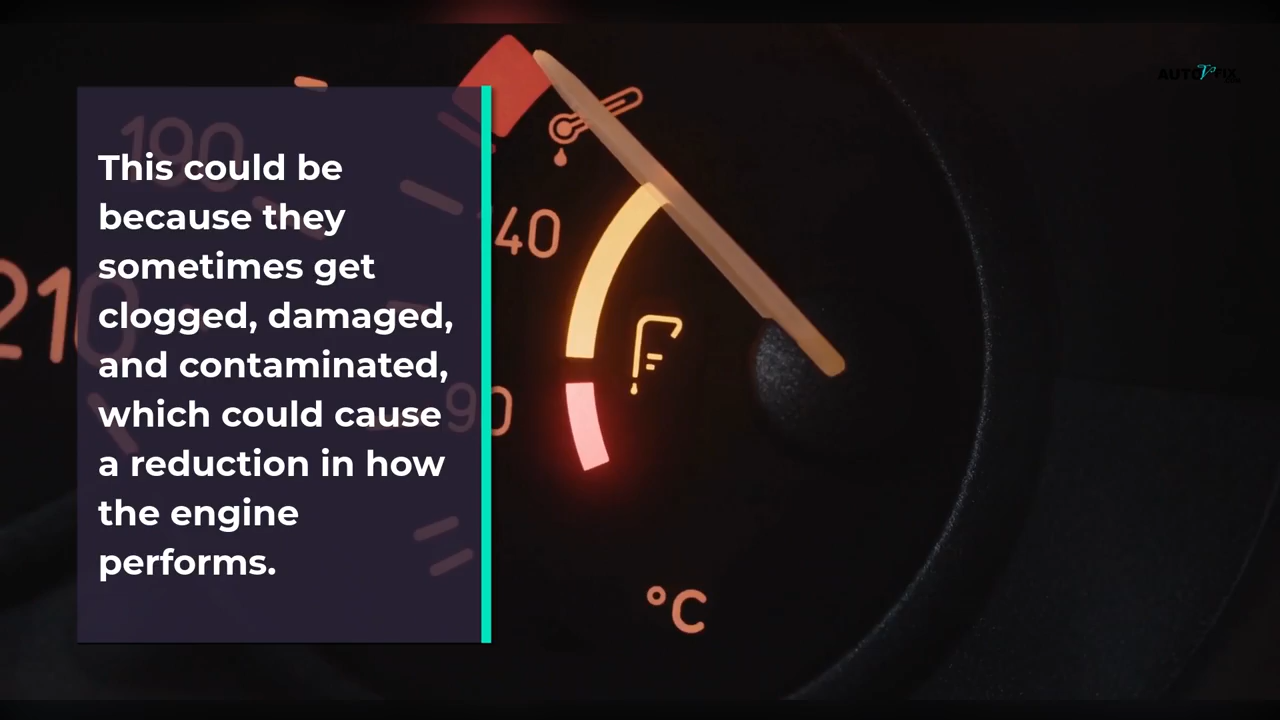 This could be
because they
sometimes get
clogged, damaged,
and contaminated,
which could cause
a reduction in how
the engine
performs.
190
210
40
90
°C